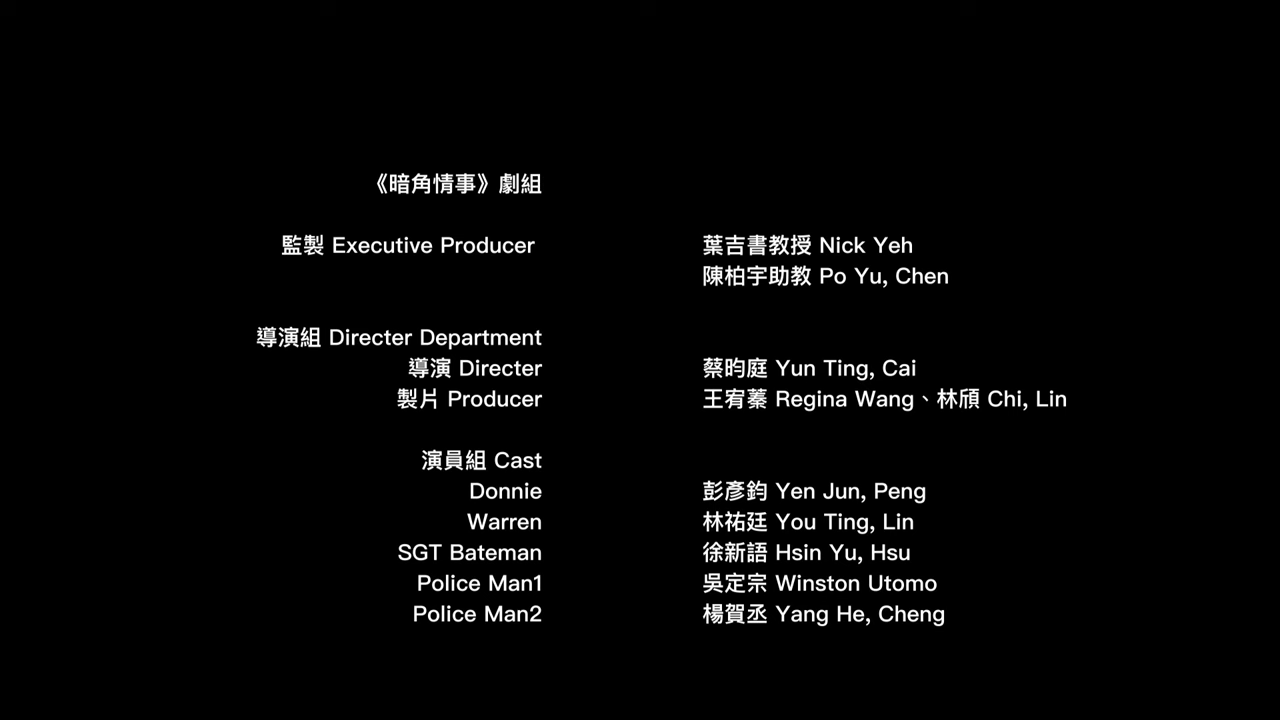 《暗角情事》劇組
監製 Executive Producer 葉吉書教授 Nick Yeh
陳柏宇助教 Po Yu, Chen
導演組 Directer Department
導演 Directer 蔡昀庭 Yun Ting, Cai
製片 Producer 王宥蓁 Regina Wang、林頎 Chi, Lin
演員組 Cast
Donnie 彭彥鈞 Yen Jun, Peng
Warren 林祐廷 You Ting, Lin
SGT Bateman 徐新語 Hsin Yu, Hsu
Police Man1 吳定宗 Winston Utomo
Police Man2 楊賀丞 Yang He, Cheng